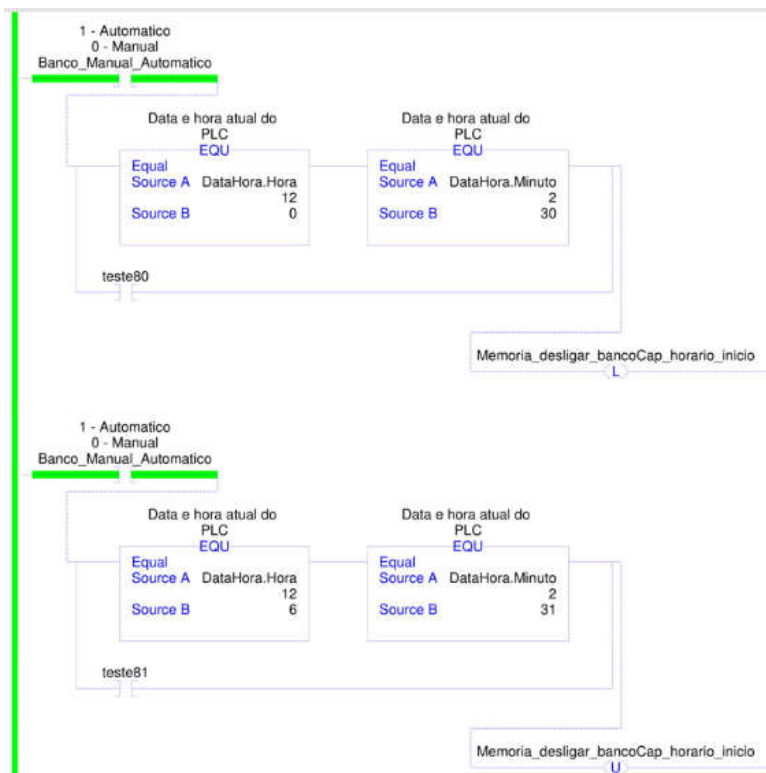 1 - Automatico
0 - Manual
Banco_Manual_Automatico
Data e hora atual do
PLC
EQU
Equal
Source A DataHora.Hora
12
Source B 0
Data e hora atual do
PLC
EQU
Equal
Source A DataHora.Minuto
2
Source B 30
teste80
Memoria_desligar_bancoCap_horario_inicio
L
1 - Automatico
0 - Manual
Banco_Manual_Automatico
Data e hora atual do
PLC
EQU
Equal
Source A DataHora.Hora
12
Source B 6
Data e hora atual do
PLC
EQU
Equal
Source A DataHora.Minuto
2
Source B 31
teste81
Memoria_desligar_bancoCap_horario_inicio
U